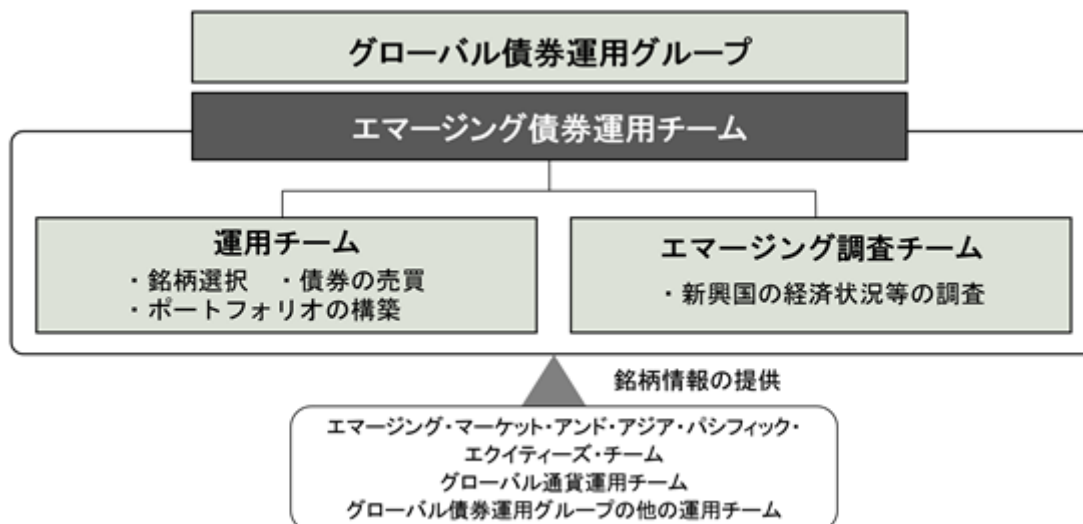 グローバル債券運用グループ
エマージング債券運用チーム
運用チーム
・銘柄選択　・債券の売買
・ポートフォリオの構築
エマージング調査チーム
・新興国の経済状況等の調査
銘柄情報の提供
エマージング・マーケット・アンド・アジア・パシフィック・
エクイティーズ・チーム
グローバル通貨運用チーム
グローバル債券運用グループの他の運用チーム